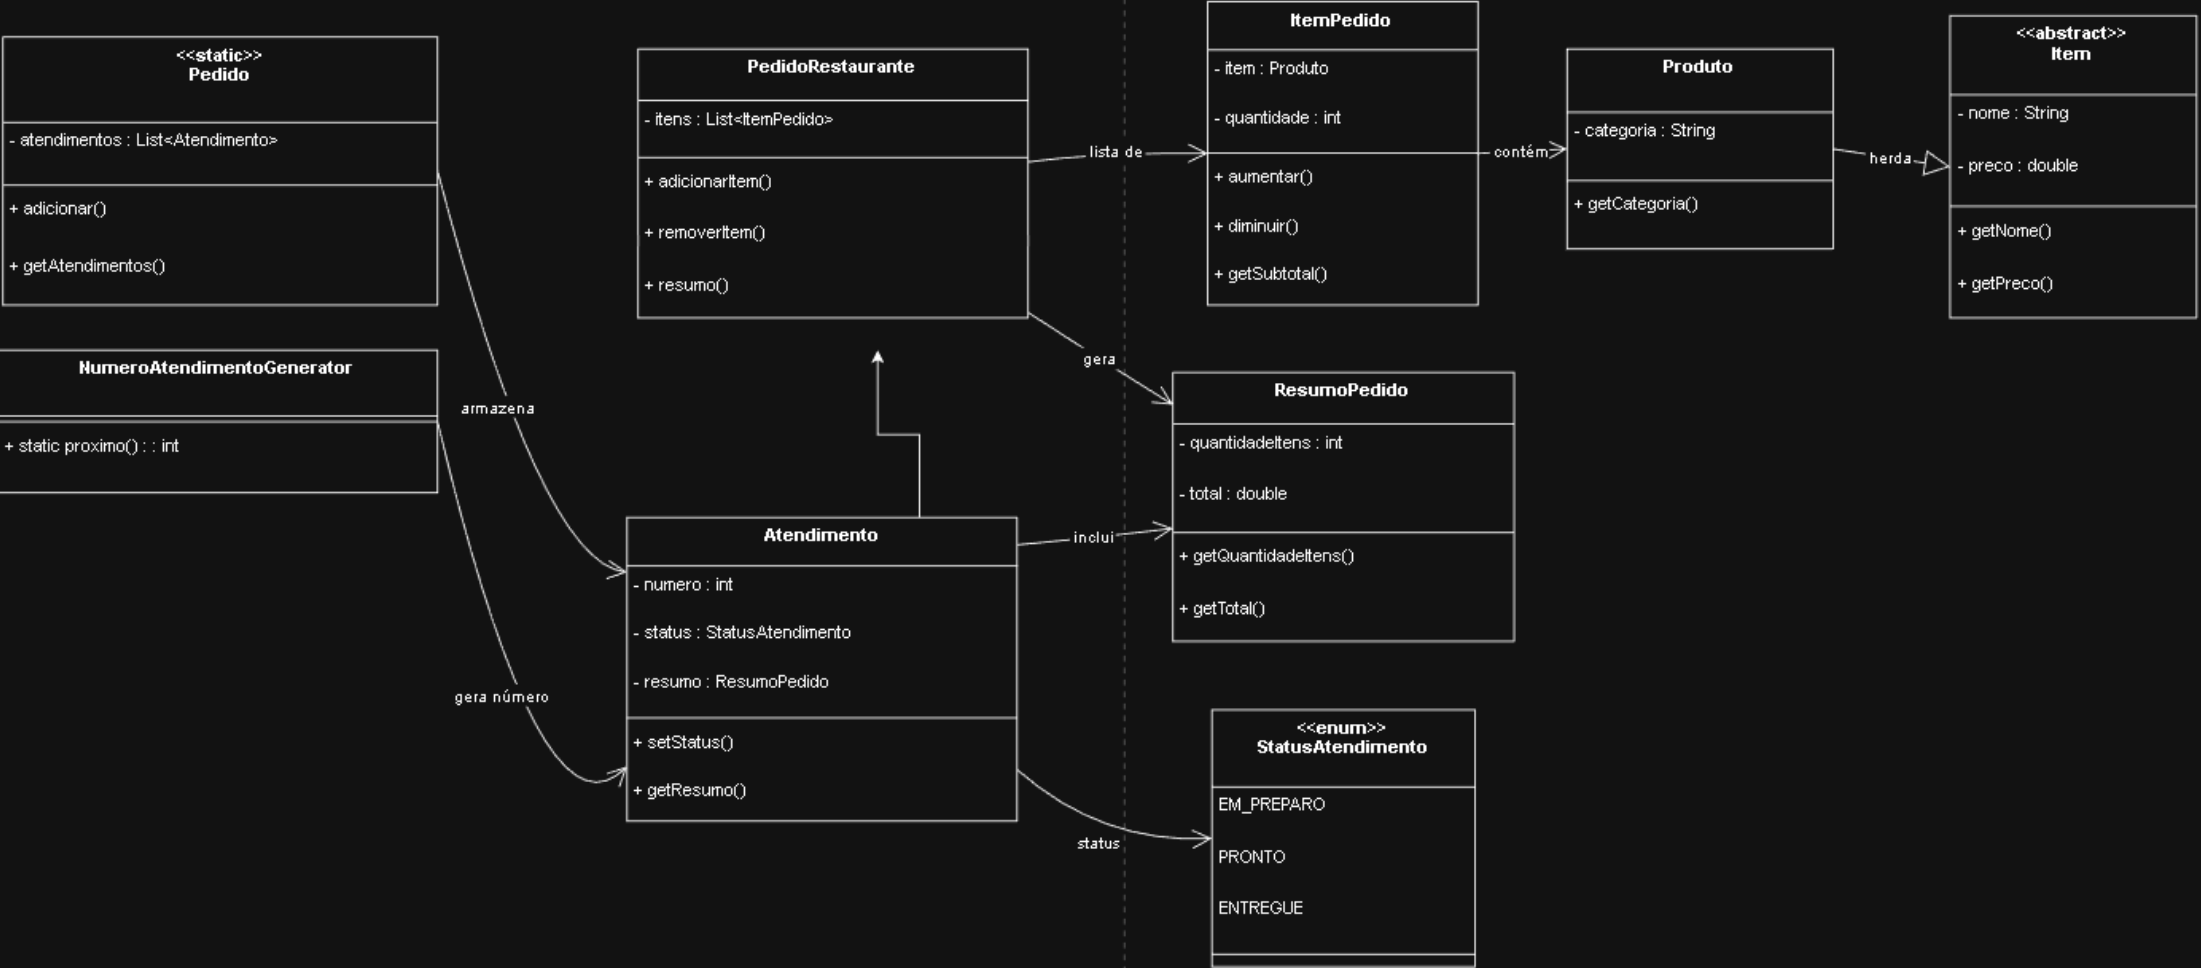 <<static>>
Pedido
- atendimentos : List<Atendimento>
+ adicionar()
+ getAtendimentos()
NumeroAtendimentoGenerator
+ static proximo() : : int
armazena
gera número
PedidoRestaurante
- itens : List<ItemPedido>
+ adicionarItem()
+ removerItem()
+ resumo()
lista de
gera
Atendimento
- numero : int
- status : StatusAtendimento
- resumo : ResumoPedido
+ setStatus()
+ getResumo()
inclui
status
ItemPedido
- item : Produto
- quantidade : int
+ aumentar()
+ diminuir()
+ getSubtotal()
contém
Produto
- categoria : String
+ getCategoria()
herda
<<abstract>>
Item
- nome : String
- preco : double
+ getNome()
+ getPreco()
ResumoPedido
- quantidadeItens : int
- total : double
+ getQuantidadeItens()
+ getTotal()
<<enum>>
StatusAtendimento
EM_PREPARO
PRONTO
ENTREGUE